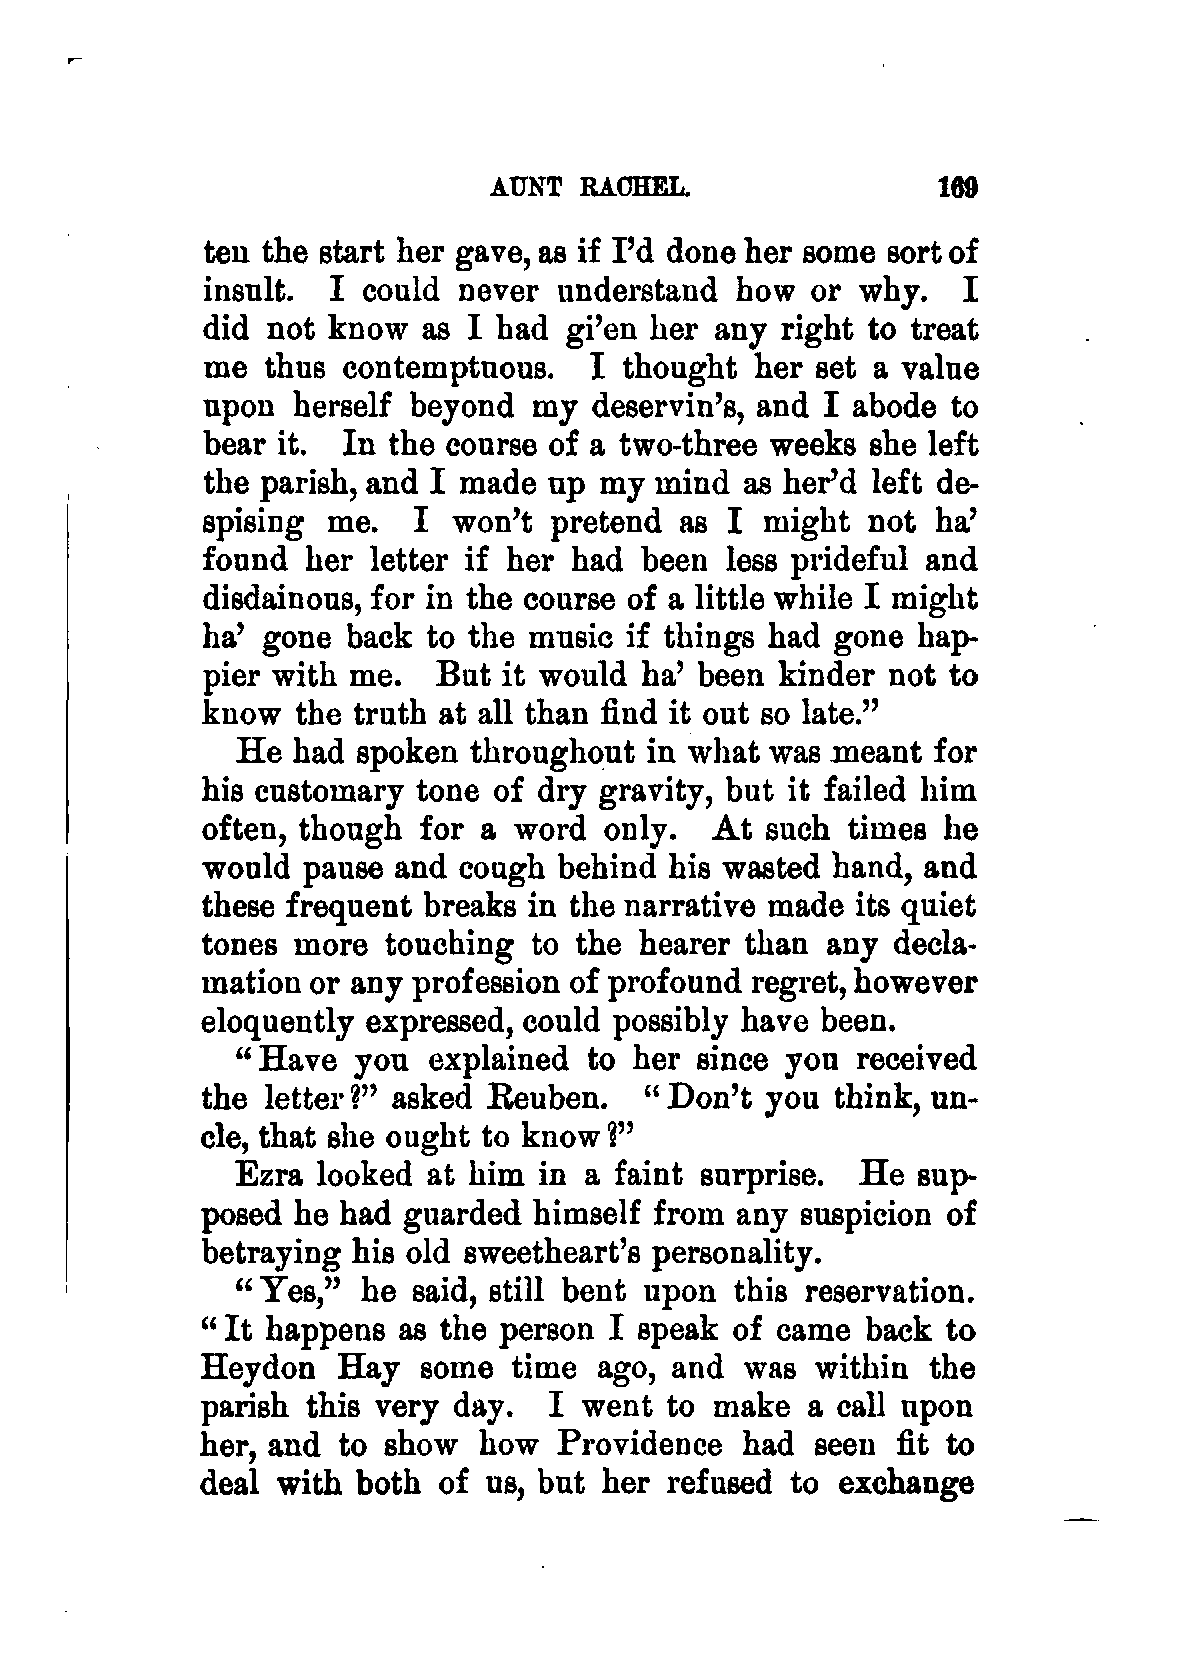 AUNT RACHEL. 169
ten the start her gave, as if I'd done her some sort of
insult. I could never understand how or why. I
did not know as I had gi'en her any right to treat
me thus contemptuous. I thought her set a value
upon herself beyond my deservin's, and I abode to
bear it. In the course of a two-three weeks she left
the parish, and I made up my mind as her'd left de-
spising me. I won't pretend as I might not ha'
found her letter if her had been less prideful and
disdainous, for in the course of a little while I might
ha' gone back to the music if things had gone hap-
pier with me. But it would ha' been kinder not to
know the truth at all than find it out so late."
He had spoken throughout in what was meant for
his customary tone of dry gravity, but it failed him
often, though for a word only. At such times he
would pause and cough behind his wasted hand, and
these frequent breaks in the narrative made its quiet
tones more touching to the hearer than any decla-
mation or any profession of profound regret, however
eloquently expressed, could possibly have been.
"Have you explained to her since you received
the letter?" asked Reuben. "Don't you think, un-
cle, that she ought to know?"
Ezra looked at him in a faint surprise. He sup-
posed he had guarded himself from any suspicion of
betraying his old sweetheart's personality.
"Yes," he said, still bent upon this reservation.
"It happens as the person I speak of came back to
Heydon Hay some time ago, and was within the
parish this very day. I went to make a call upon
her, and to show how Providence had seen fit to
deal with both of us, but her refused to exchange